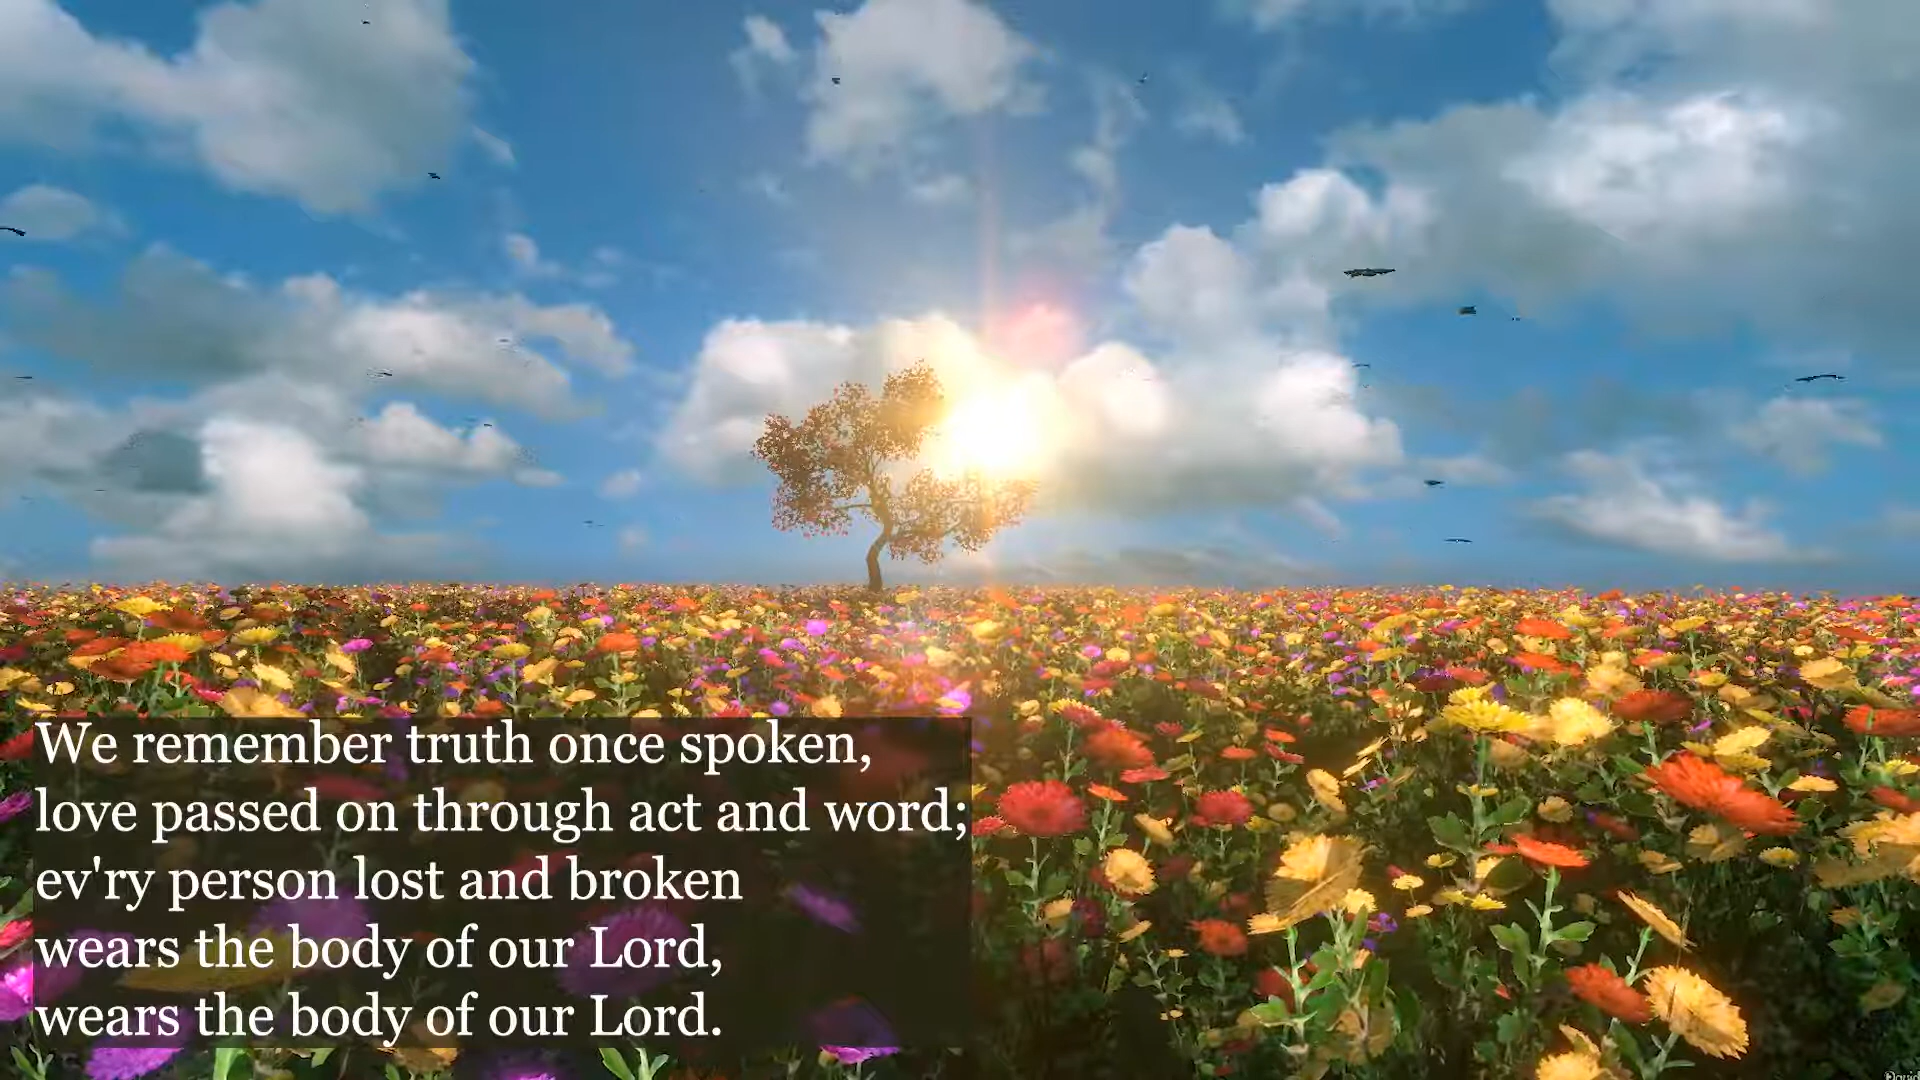 We remember truth once spoken,
love passed on through act and word;
ev'ry person lost and broken
wears the body of our Lord,
wears the body of our Lord.